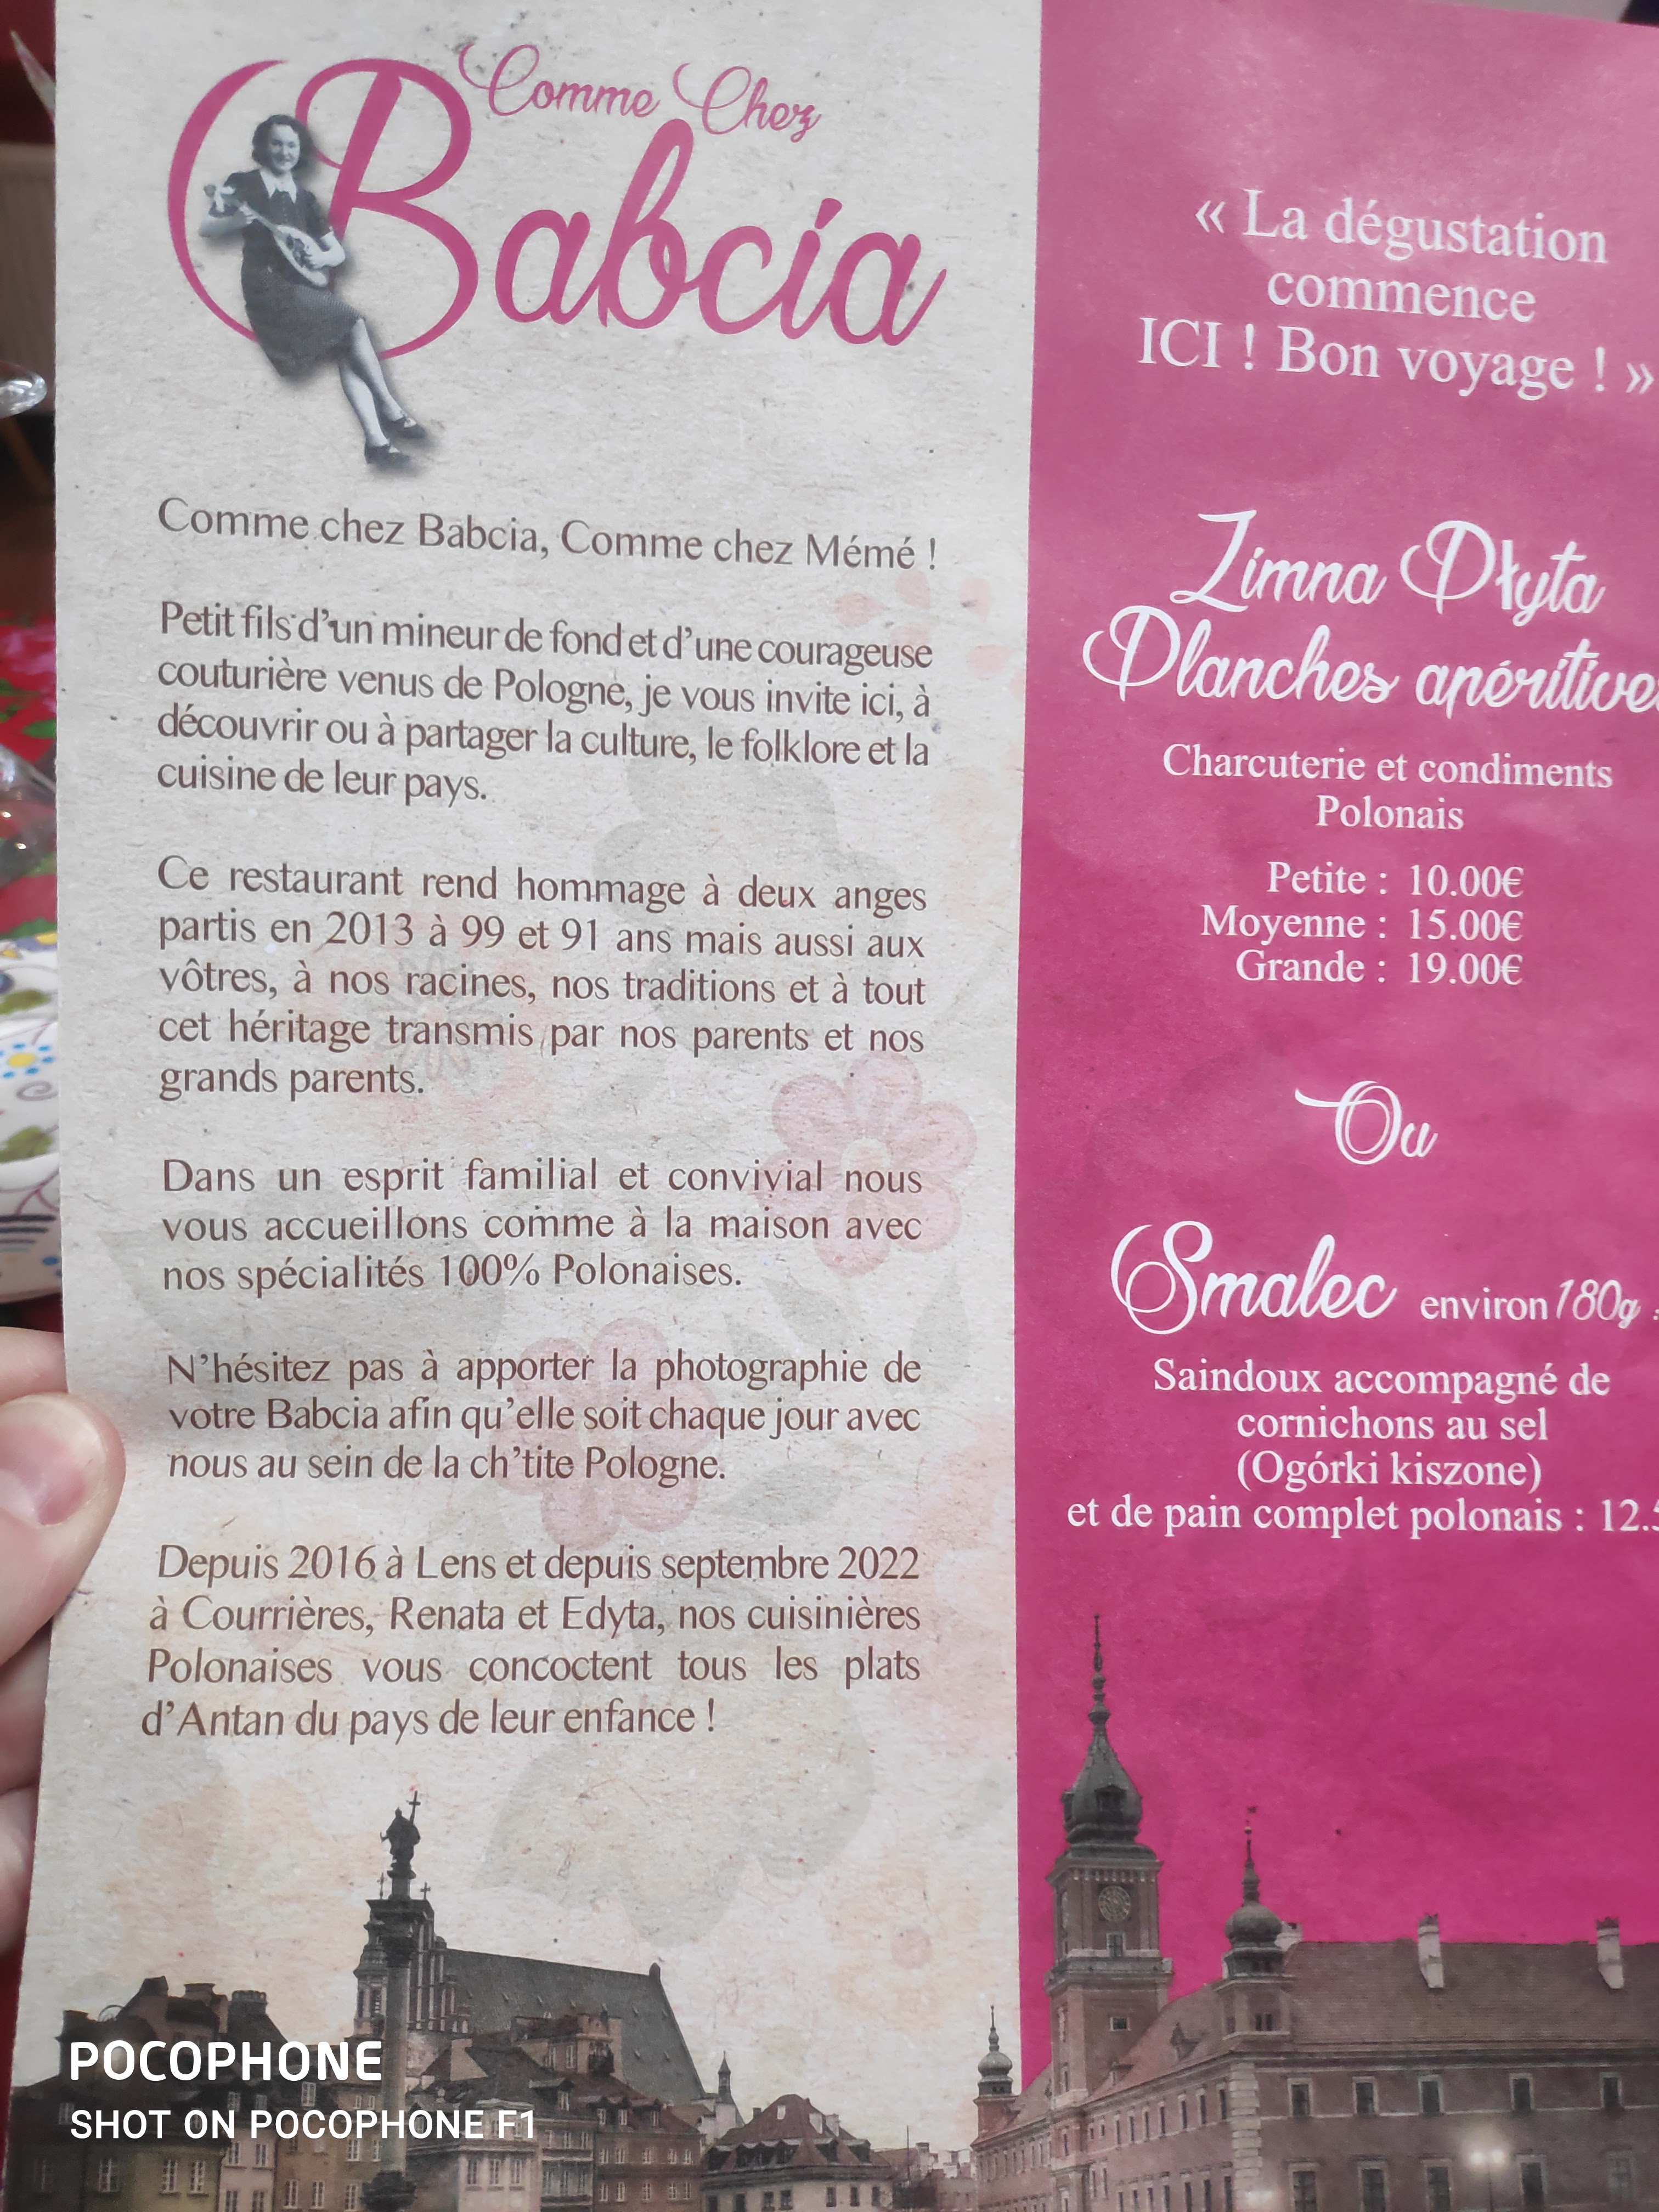 Comme Chez
Babcia
Comme chez Babcia, Comme chez Mémé !
Petit fils d'un mineur de fond et d'une courageuse
couturière venus de Pologne, je vous invite ici, à
découvrir ou à partager la culture, le folklore et la
cuisine de leur pays.
Ce restaurant rend hommage à deux anges
partis en 2013 à 99 et 91 ans mais aussi aux
vôtres, à nos racines, nos traditions et à tout
cet héritage transmis par nos parents et nos
grands parents.
Dans un esprit familial et convivial nous
vous accueillons comme à la maison avec
nos spécialités 100% Polonaises.
N'hésitez pas à apporter la photographie de
votre Babcia afin qu'elle soit chaque jour avec
nous au sein de la ch'tite Pologne.
Depuis 2016 à Lens et depuis septembre 2022
à Courrières, Renata et Edyta, nos cuisinières
Polonaises vous concoctent tous les plats
d'Antan du pays de leur enfance !
« La dégustation
commence
ICI ! Bon voyage ! »
Zimna Płyta
Planches apéritive
Charcuterie et condiments
Polonais
Petite : 10.00€
Moyenne : 15.00€
Grande : 19.00€
Ou
Smalec environ 180g :
Saindoux accompagné de
cornichons au sel
(Ogórki kiszone)
et de pain complet polonais : 12.5
POCOPHONE
SHOT ON POCOPHONE F1